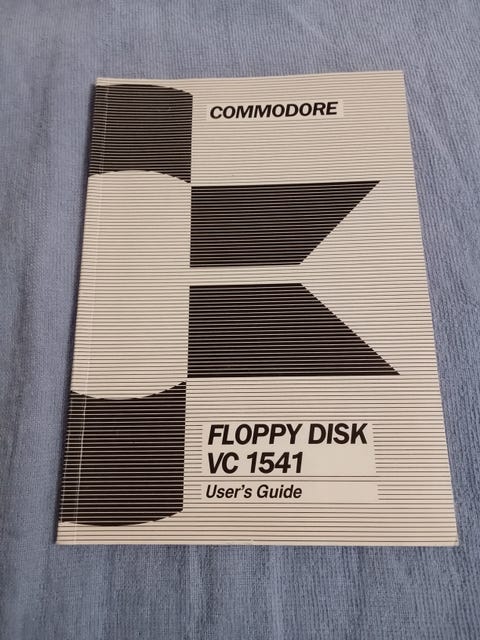 COMMODORE
FLOPPY DISK
VC 1541
User's Guide